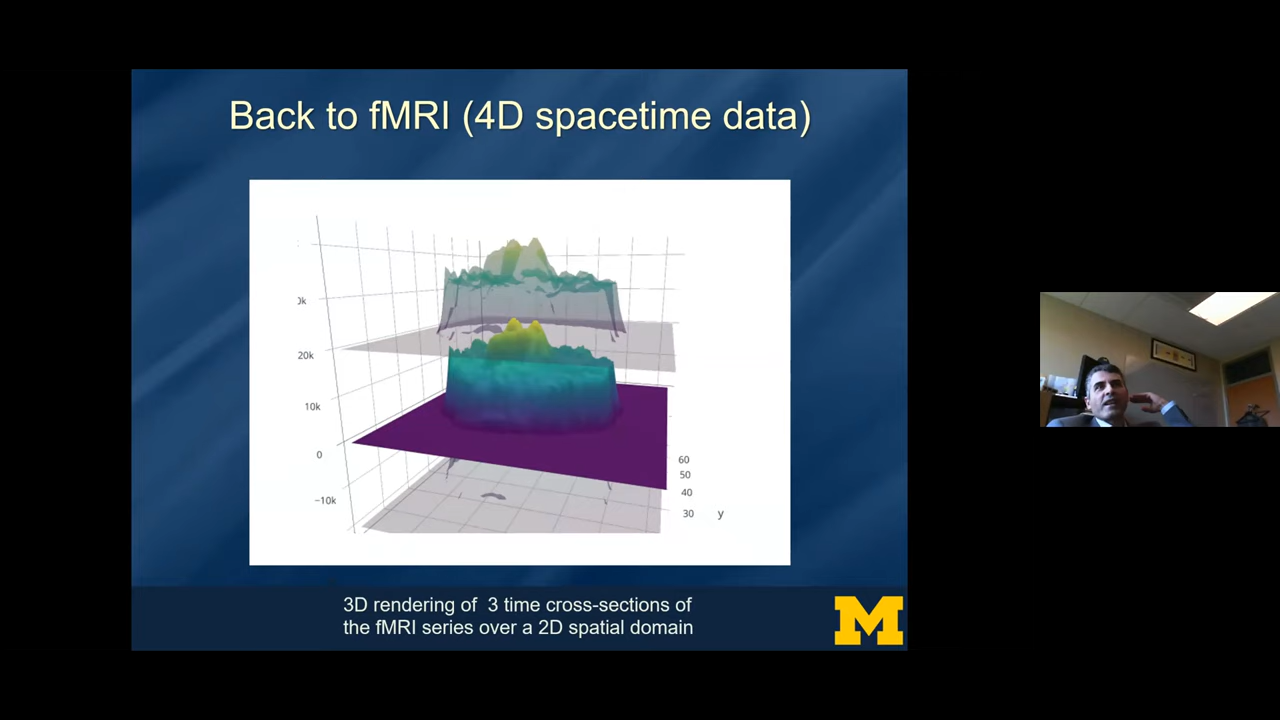 Back to fMRI (4D spacetime data)
0k
20k
10k
0
−10k
60
50
40
30
y
3D rendering of 3 time cross-sections of
the fMRI series over a 2D spatial domain
M